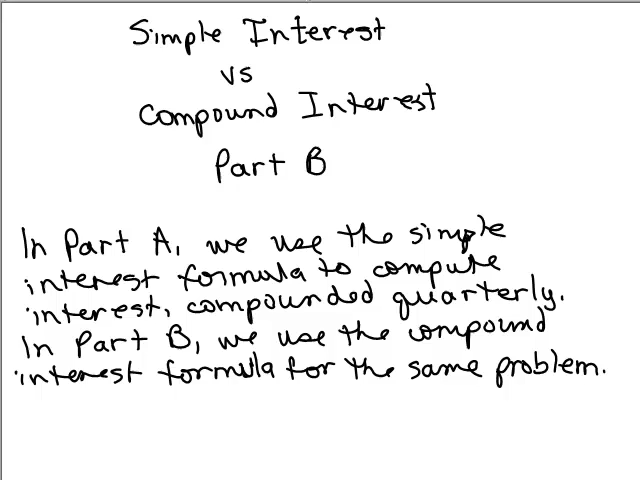 Simple Interest
vs
Compound Interest
Part B
In Part A, we use the simple
interest formula to compute
interest, compounded quarterly.
In Part B, we use the compound
interest formula for the same problem.